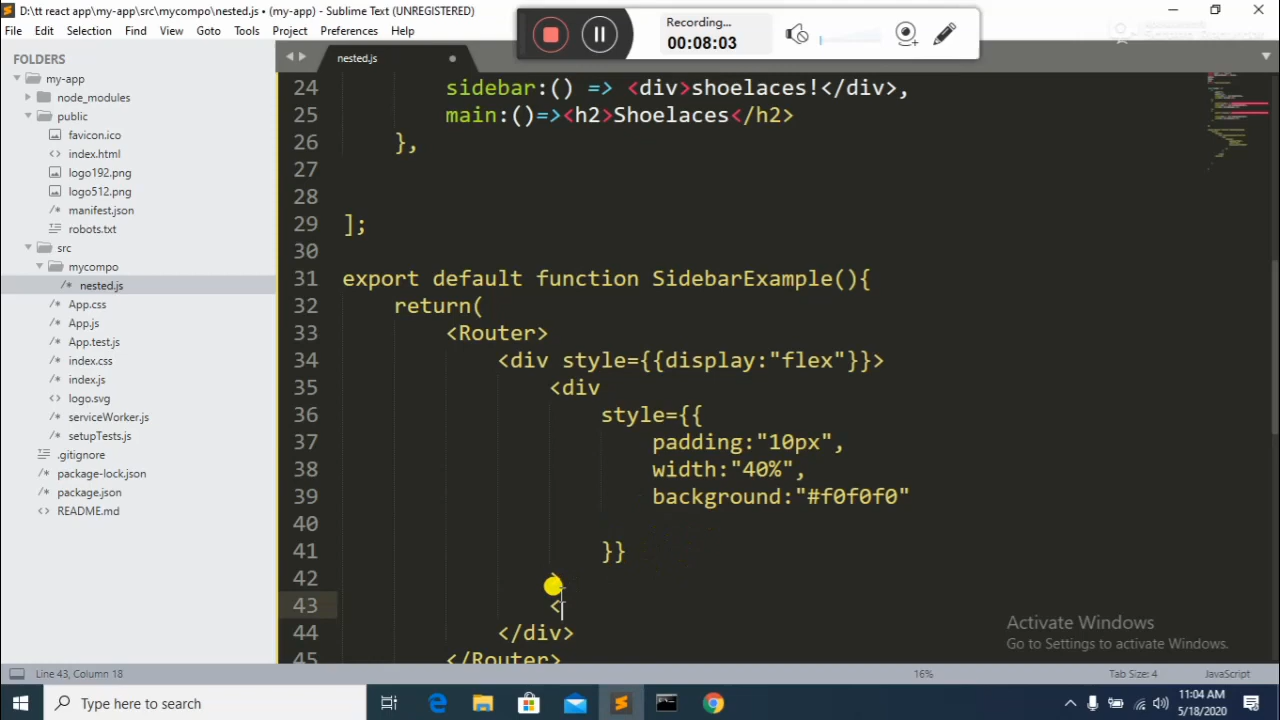 D:\tt react app\my-app\src\mycompo\nested.js • (my-app) - Sublime Text (UNREGISTERED)
Recording...
00:08:03
File Edit Selection Find View Goto Tools Project Preferences Help
FOLDERS
my-app
node_modules
public
favicon.ico
index.html
logo192.png
logo512.png
manifest.json
robots.txt
src
mycompo
nested.js
App.css
App.js
App.test.js
index.css
index.js
logo.svg
serviceWorker.js
setupTests.js
.gitignore
package-lock.json
package.json
README.md
nested.js
24 sidebar:() => <div>shoelaces!</div>,
25 main:()=><h2>Shoelaces</h2>
26 },
27
28
29 ];
30
31 export default function SidebarExample(){
32 return(
33 <Router>
34 <div style={{display:"flex"}}>
35 <div
36 style={{
37 padding:"10px",
38 width:"40%",
39 background:"#f0f0f0"
40
41 }}
42 >
43 <
44 </div>
45 </Router>
Activate Windows
Go to Settings to activate Windows.
Line 43, Column 18
16%
Tab Size: 4
JavaScript
Type here to search
11:04 AM
5/18/2020